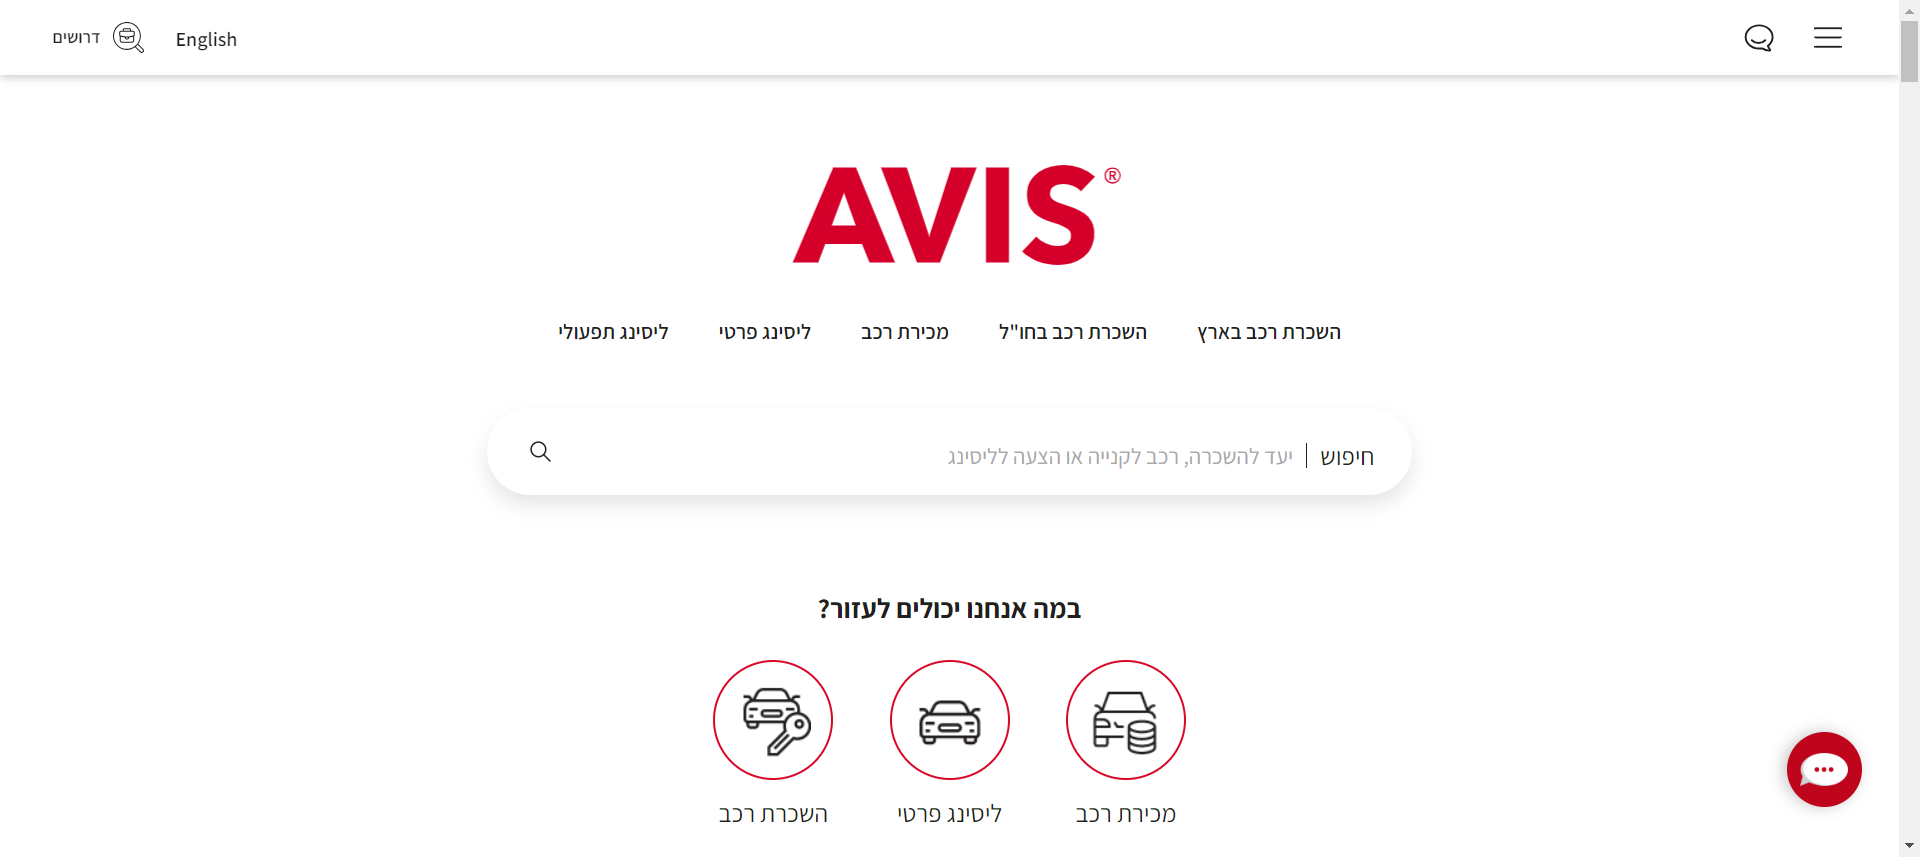 דרושים
English
AVIS®
השכרת רכב בארץ
השכרת רכב בחו"ל
מכירת רכב
ליסינג פרטי
ליסינג תפעולי
חיפוש | יעד להשכרה, רכב לקנייה או הצעה לליסינג
במה אנחנו יכולים לעזור?
מכירת רכב
ליסינג פרטי
השכרת רכב